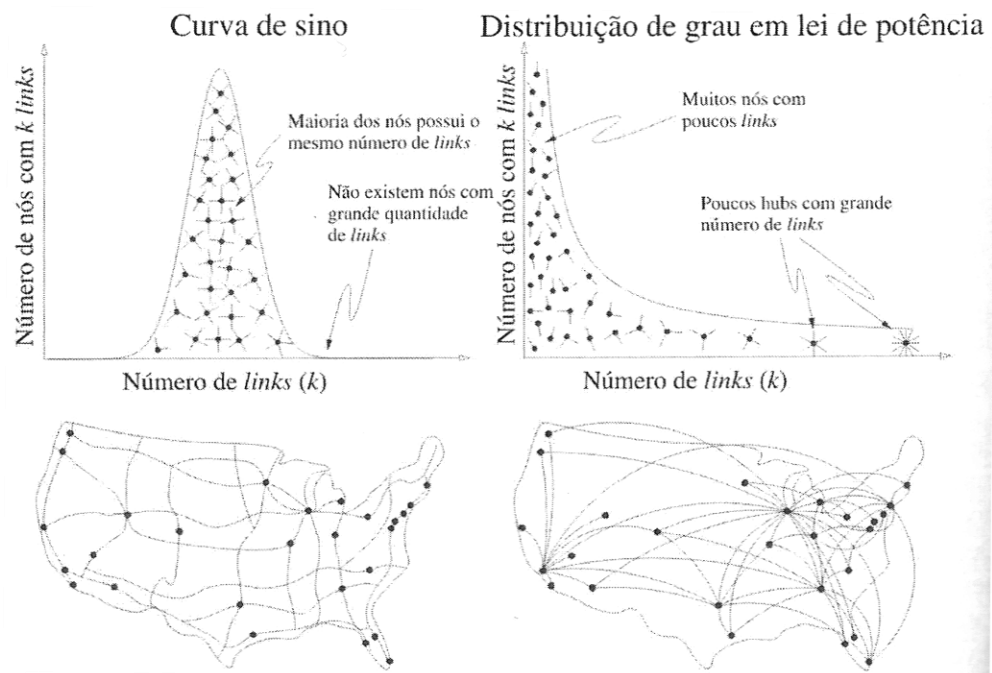 Curva de sino
Número de nós com k links
Maioria dos nós possui o
mesmo número de links
Não existem nós com
grande quantidade
de links
Número de links (k)
Distribuição de grau em lei de potência
Número de nós com k links
Muitos nós com
poucos links
Poucos hubs com grande
número de links
Número de links (k)